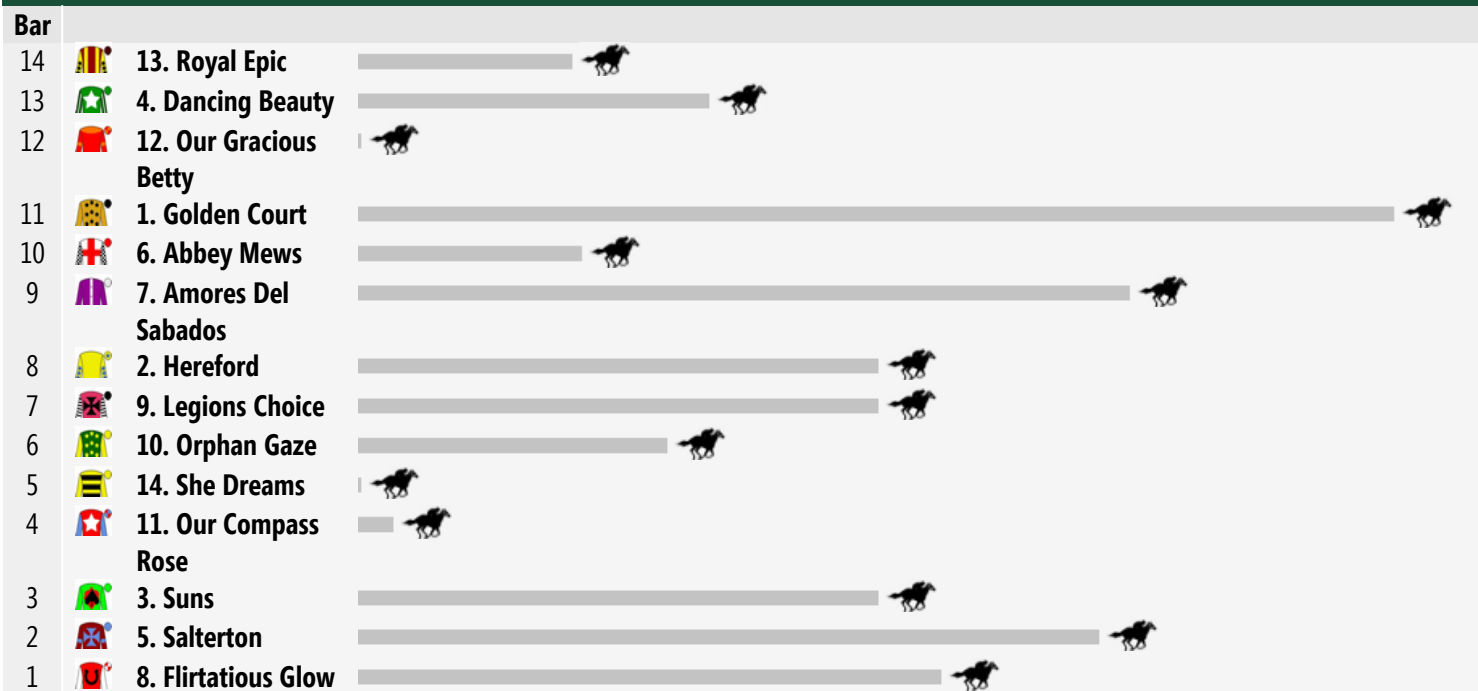 Bar
14 13. Royal Epic
13 4. Dancing Beauty
12 12. Our Gracious
Betty
11 1. Golden Court
10 6. Abbey Mews
9 7. Amores Del
Sabados
8 2. Hereford
7 9. Legions Choice
6 10. Orphan Gaze
5 14. She Dreams
4 11. Our Compass
Rose
3 3. Suns
2 5. Salterton
1 8. Flirtatious Glow